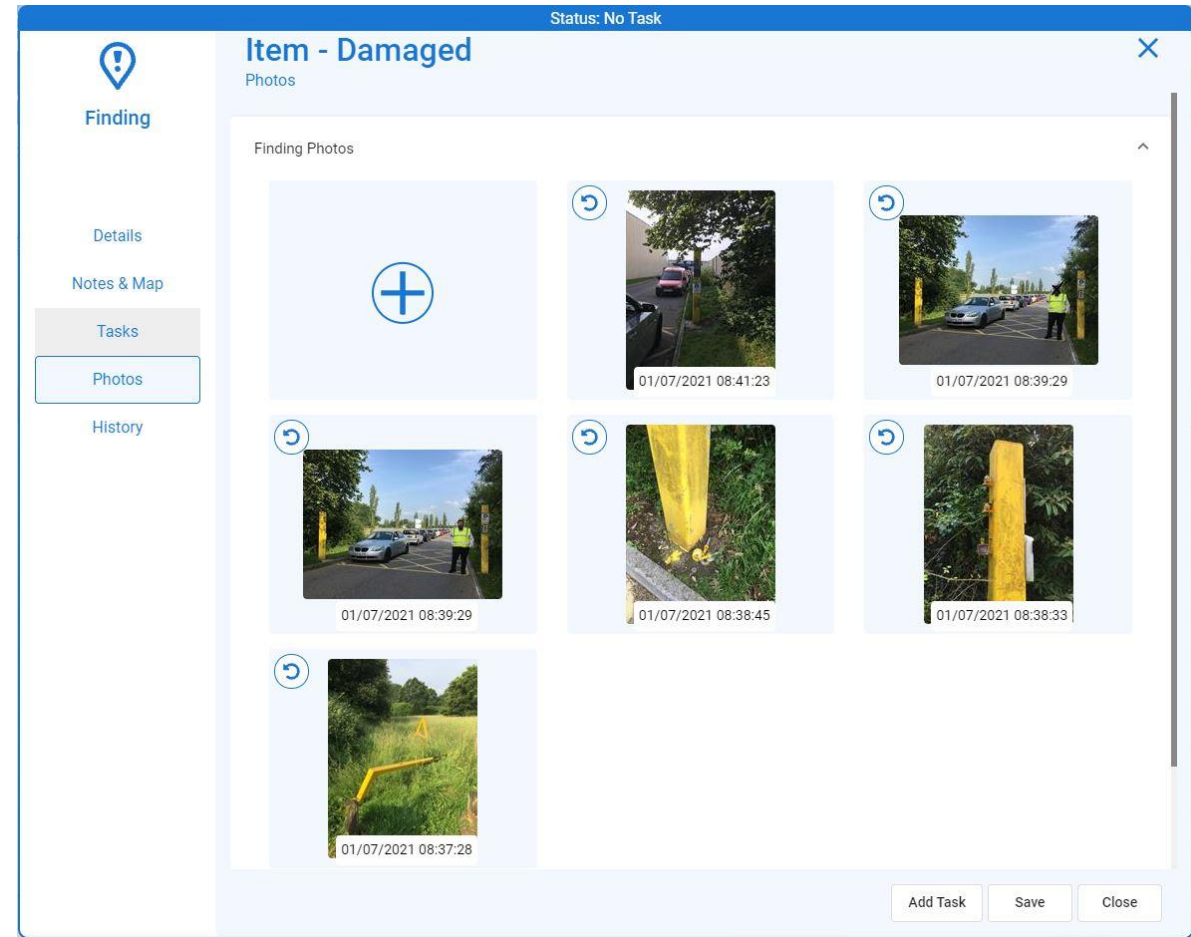 Status: No Task
Item - Damaged
Photos
Finding
Finding Photos
Details
Notes & Map
Tasks
Photos
History
01/07/2021 08:41:23
01/07/2021 08:39:29
01/07/2021 08:39:29
01/07/2021 08:38:45
01/07/2021 08:38:33
01/07/2021 08:37:28
Add Task
Save
Close